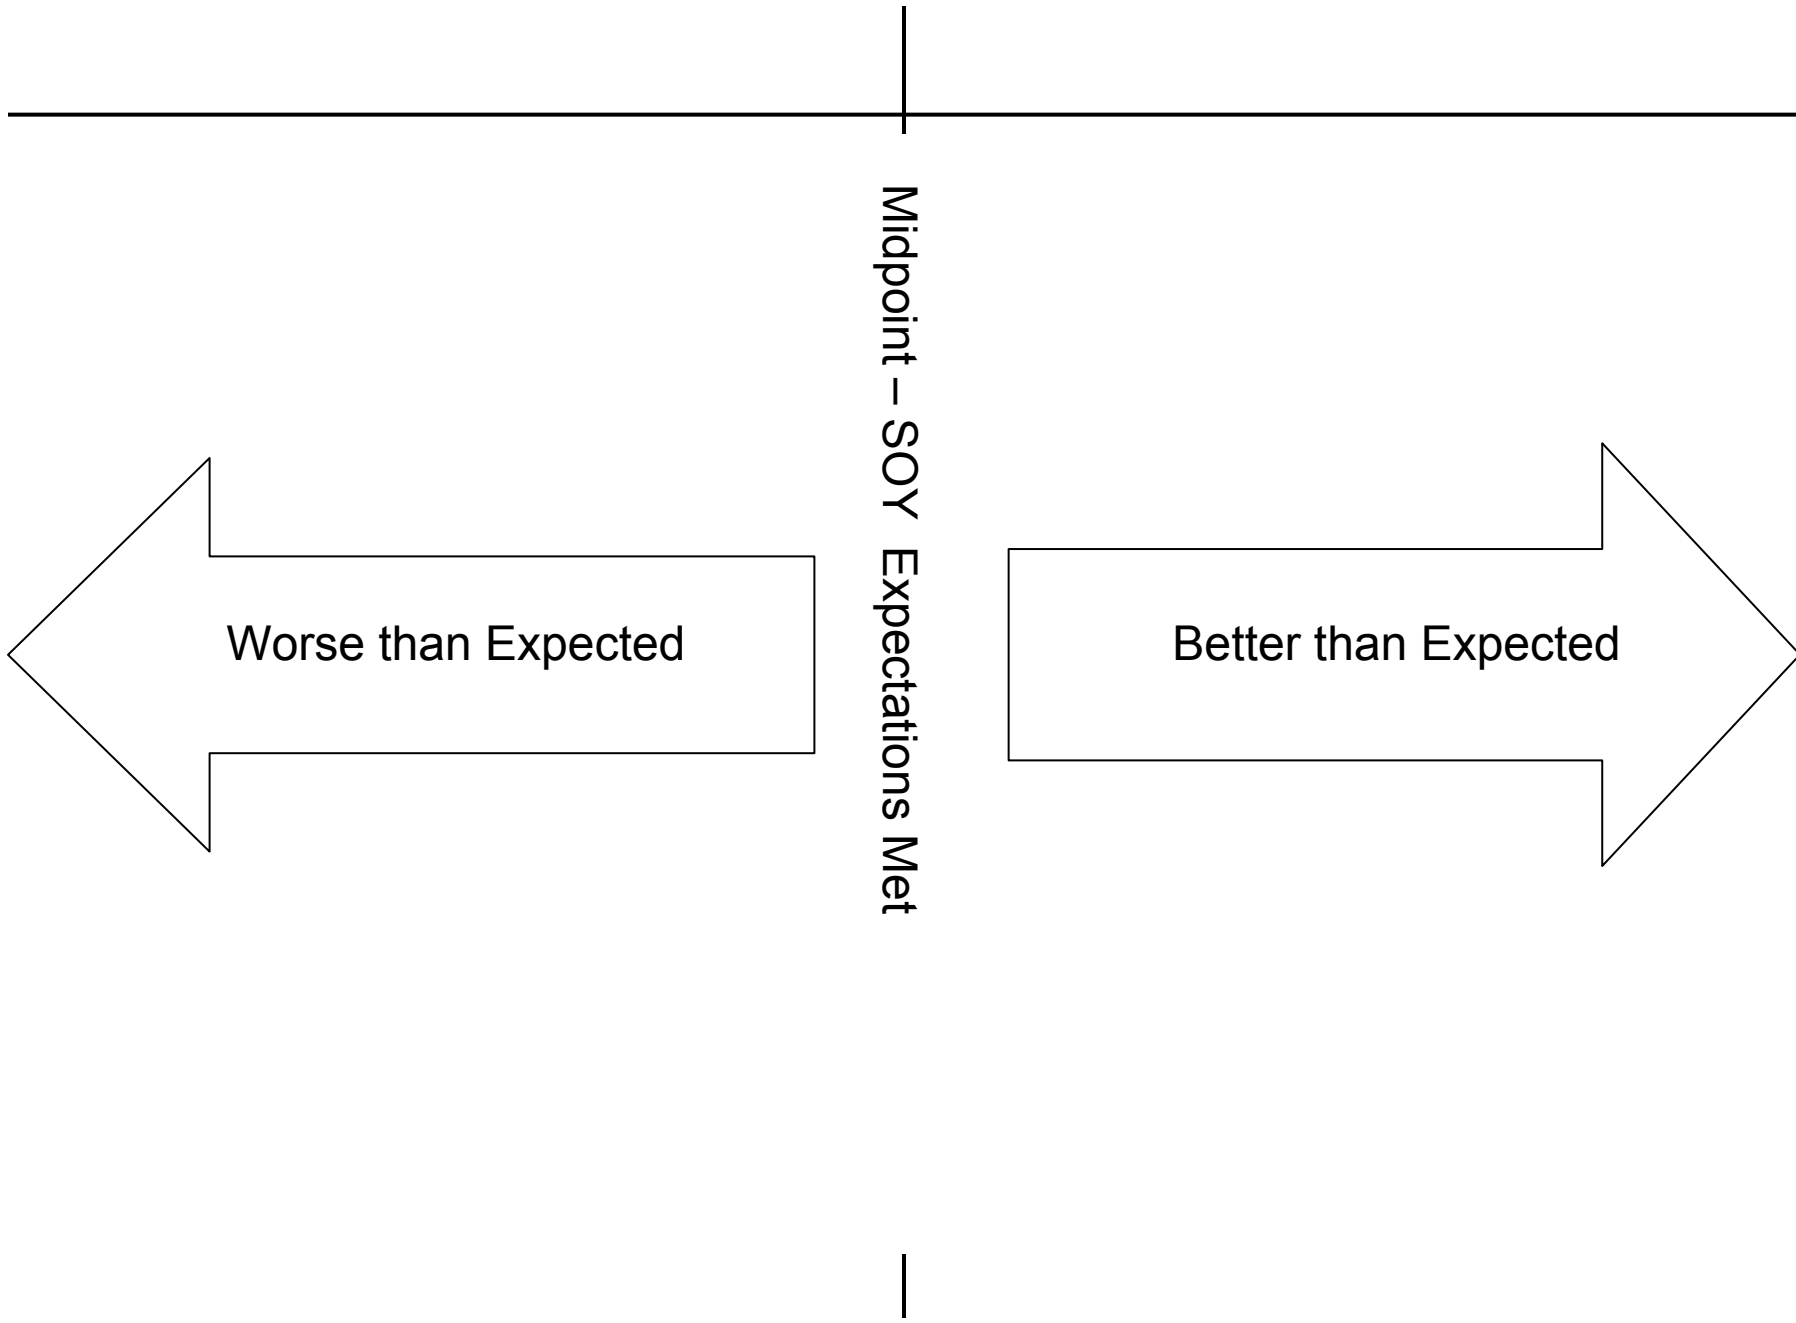 Midpoint – SOY  Expectations Met
Worse than Expected
Better than Expected